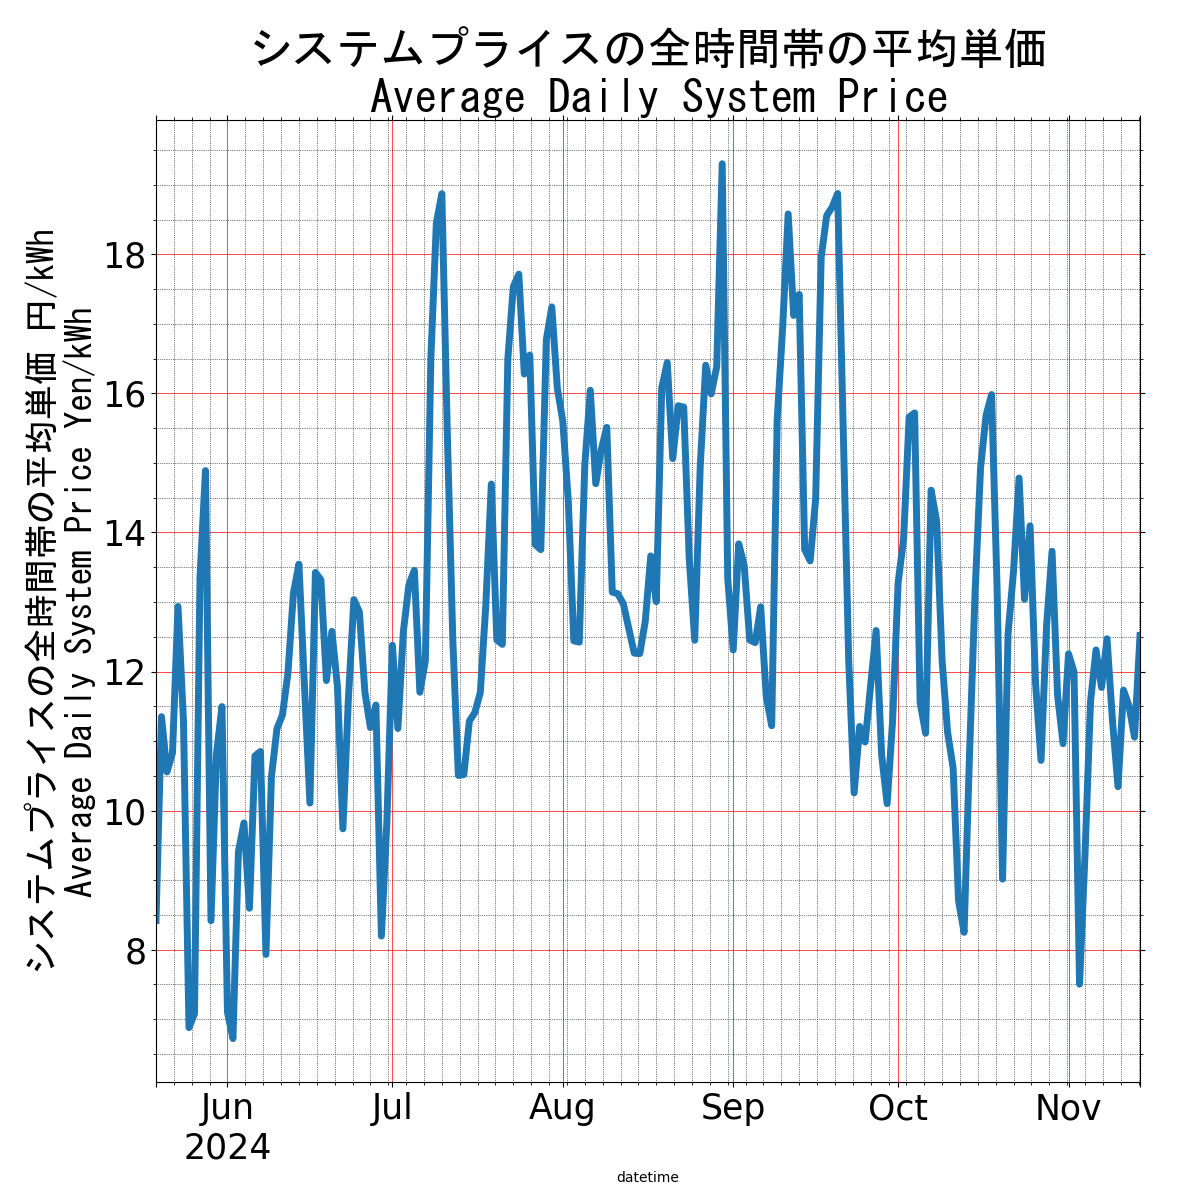 システムプライスの全時間帯の平均単価
Average Daily System Price
システムプライスの全時間帯の平均単価 円/kWh
Average Daily System Price Yen/kWh
18
16
14
12
10
8
Jun
2024
Jul
Aug
Sep
Oct
Nov
datetime